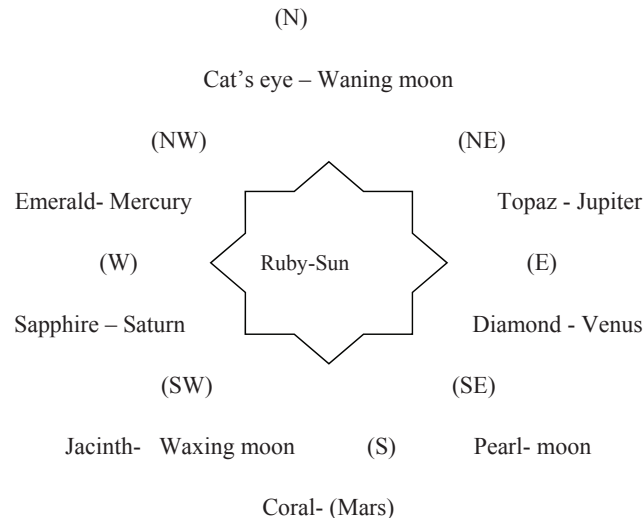 (N)
Cat’s eye – Waning moon
(NW) (NE)
Emerald- Mercury Topaz - Jupiter
(W) Ruby-Sun (E)
Sapphire – Saturn Diamond - Venus
(SW) (SE)
Jacinth- Waxing moon (S) Pearl- moon
Coral- (Mars)